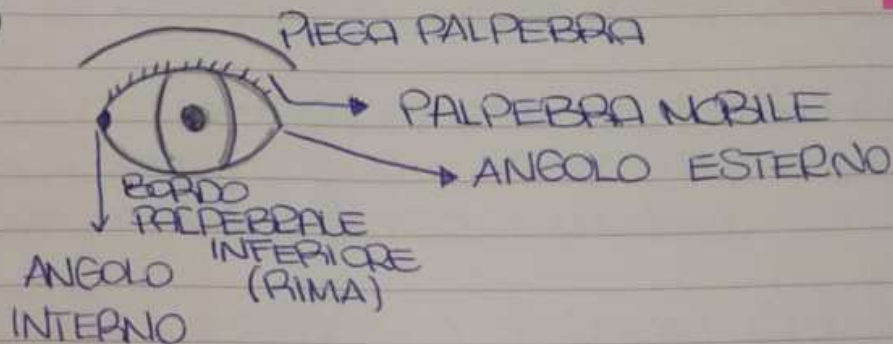 PIEGA PALPEBRA
PALPEBRA MOBILE
ANGOLO ESTERNO
BORDO
PALPEBRALE
INFERIORE
(RIMA)
ANGOLO
INTERNO